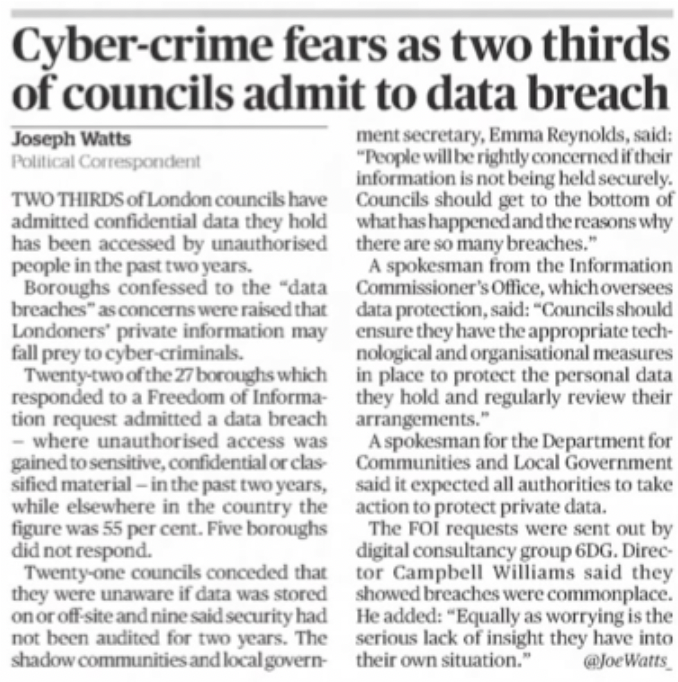 Cyber-crime fears as two thirds
of councils admit to data breach
Joseph Watts
Political Correspondent
TWO THIRDS of London councils have
admitted confidential data they hold
has been accessed by unauthorised
people in the past two years.
Boroughs confessed to the “data
breaches” as concerns were raised that
Londoners’ private information may
fall prey to cyber-criminals.
Twenty-two of the 27 boroughs which
responded to a Freedom of Informa-
tion request admitted a data breach
– where unauthorised access was
gained to sensitive, confidential or clas-
sified material – in the past two years,
while elsewhere in the country the
figure was 55 per cent. Five boroughs
did not respond.
Twenty-one councils conceded that
they were unaware if data was stored
on or off-site and nine said security had
not been audited for two years. The
shadow communities and local govern-
ment secretary, Emma Reynolds, said:
“People will be rightly concerned if their
information is not being held securely.
Councils should get to the bottom of
what has happened and the reasons why
there are so many breaches.”
A spokesman from the Information
Commissioner’s Office, which oversees
data protection, said: “Councils should
ensure they have the appropriate tech-
nological and organisational measures
in place to protect the personal data
they hold and regularly review their
arrangements.”
A spokesman for the Department for
Communities and Local Government
said it expected all authorities to take
action to protect private data.
The FOI requests were sent out by
digital consultancy group 6DG. Direc-
tor Campbell Williams said they
showed breaches were commonplace.
He added: “Equally as worrying is the
serious lack of insight they have into
their own situation.” @JoeWatts_